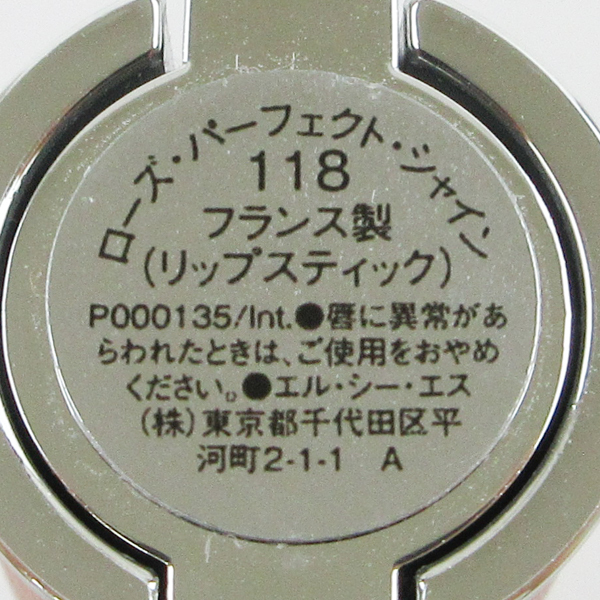 ローズ・パーフェクト・シャイン
118
フランス製
(リップスティック)
P000135/Int.●唇に異常があ
らわれたときは、ご使用をおやめ
ください。●エル・シー・エス
(株)東京都千代田区平
河町2-1-1 A